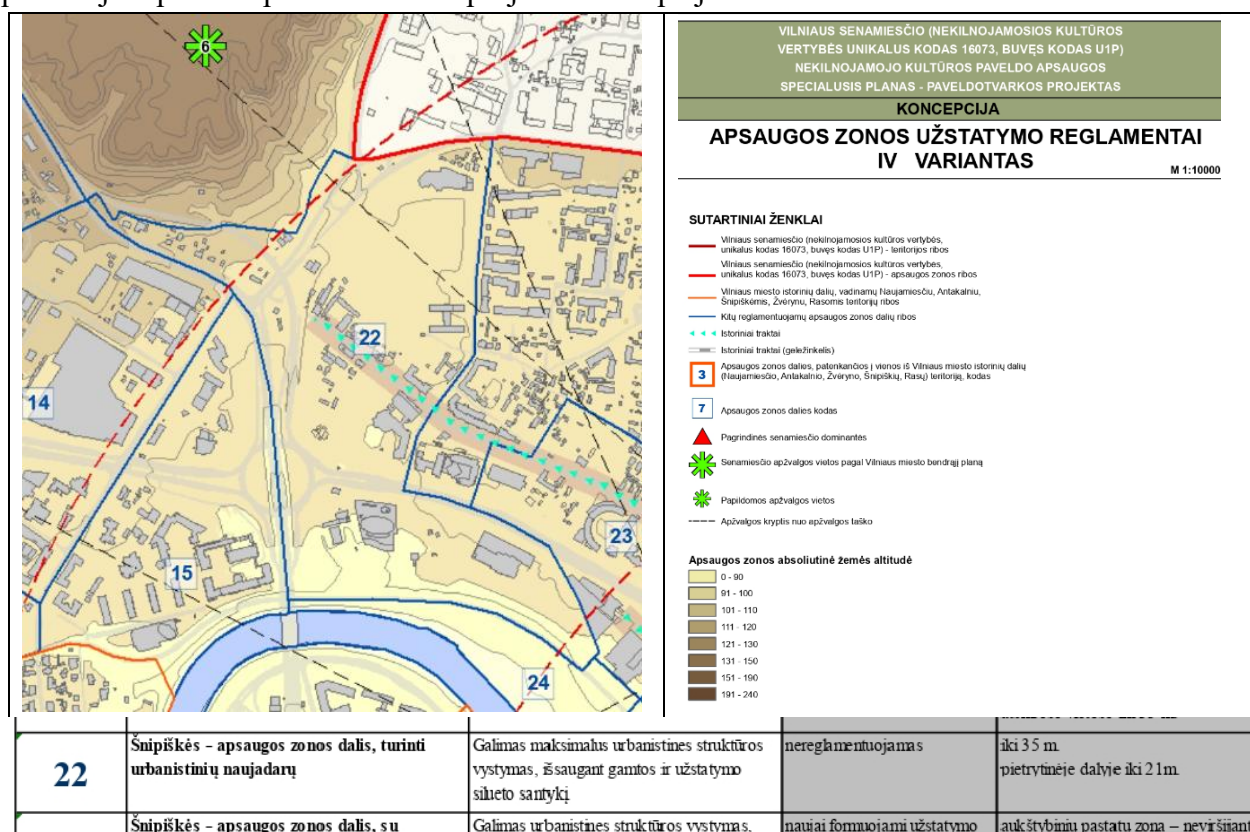 6
22
14
15
23
24
VILNIAUS SENAMIESČIO (NEKILNOJAMOSIOS KULTŪROS
VERTYBĖS UNIKALUS KODAS 16073, BUVĘS KODAS U1P)
NEKILNOJAMOJO KULTŪROS PAVELDO APSAUGOS
SPECIALUSIS PLANAS - PAVELDOTVARKOS PROJEKTAS
KONCEPCIJA
APSAUGOS ZONOS UŽSTATYMO REGLAMENTAI
IV VARIANTAS
M 1:10000
SUTARTINIAI ŽENKLAI
Vilniaus senamiesčio (nekilnojamosios kultūros vertybės,
unikalus kodas 16073, buvęs kodas U1P) - teritorijos ribos
Vilniaus senamiesčio (nekilnojamosios kultūros vertybės,
unikalus kodas 16073, buvęs kodas U1P) - apsaugos zonos ribos
Vilniaus miesto istorinių dalių, vadinamų Naujamiesčiu, Antakalniu,
Šnipiškėmis, Žvėrynu, Rasomis teritorijų ribos
Kitų reglamentuojamų apsaugos zonos dalių ribos
Istoriniai traktai
Istoriniai traktai (geležinkelis)
3
Apsaugos zonos dalies, patenkančios į vienos iš Vilniaus miesto istorinių dalių
(Naujamiesčio, Antakalnio, Žvėryno, Šnipiškių, Rasų) teritoriją, kodas
7
Apsaugos zonos dalies kodas
Pagrindinės senamiesčio dominantės
Senamiesčio apžvalgos vietos pagal Vilniaus miesto bendrąjį planą
Papildomos apžvalgos vietos
Apžvalgos kryptis nuo apžvalgos taško
Apsaugos zonos absoliutinė žemės altitudė
0 - 90
91 - 100
101 - 110
111 - 120
121 - 130
131 - 150
151 - 190
191 - 240
22
Šnipiškės – apsaugos zonos dalis, turinti
urbanistinių naujadarų
Galimas maksimalus urbanistinės struktūros
vystymas, išsaugant gamtos ir užstatymo
silueto santykį
nereglamentuojamas
iki 35 m.
pietrytinėje dalyje iki 21m.
Šnipiškės – apsaugos zonos dalis, su
Galimas urbanistinės struktūros vystymas,
naujai formuojami užstatymo
aukštybinių pastatų zona – neviršijant